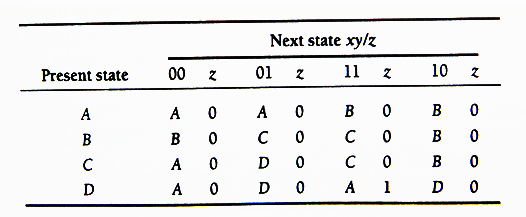 Next state xy/z
Present state 00 z 01 z 11 z 10 z
A A 0 A 0 B 0 B 0
B B 0 C 0 C 0 B 0
C A 0 D 0 C 0 B 0
D A 0 D 0 A 1 D 0